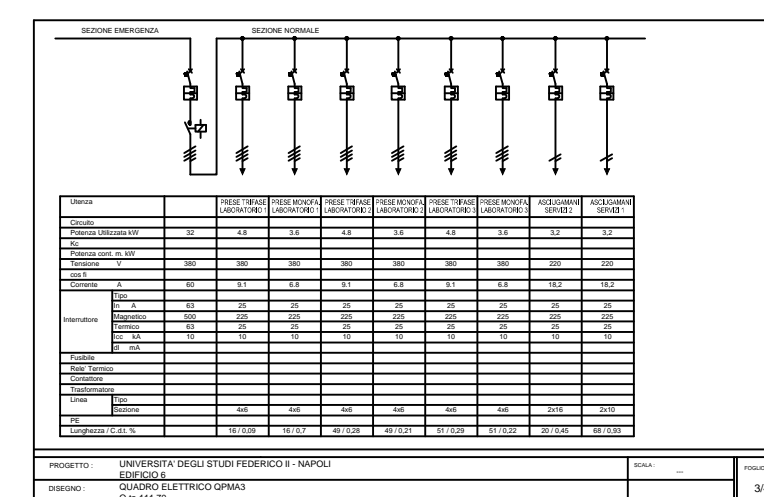 SEZIONE EMERGENZA SEZIONE NORMALE
Utenza PRESE TRIFASE LABORATORIO 1 PRESE MONOFA. LABORATORIO 1 PRESE TRIFASE LABORATORIO 2 PRESE MONOFA. LABORATORIO 2 PRESE TRIFASE LABORATORIO 3 PRESE MONOFA. LABORATORIO 3 ASCIUGAMANI SERVIZI 2 ASCIUGAMANI SERVIZI 1
Circuito
Potenza Utilizzata kW 32 4.8 3.6 4.8 3.6 4.8 3.6 3,2 3,2
Kc
Potenza cont. m. kW
Tensione V 380 380 380 380 380 380 380 220 220
cos fi
Corrente A 60 9.1 6.8 9.1 6.8 9.1 6.8 18,2 18,2
Interruttore
Tipo
In A 63 25 25 25 25 25 25 25 25
Magnetico 500 225 225 225 225 225 225 225 225
Termico 63 25 25 25 25 25 25 25 25
Icc kA 10 10 10 10 10 10 10 10 10
dI mA
Fusibile
Rele' Termico
Contattore
Trasformatore
Linea Tipo
Sezione 4x6 4x6 4x6 4x6 4x6 4x6 2x16 2x10
PE
Lunghezza / C.d.t. % 16 / 0,09 16 / 0,7 49 / 0,28 49 / 0,21 51 / 0,29 51 / 0,22 20 / 0,45 68 / 0,93
PROGETTO : UNIVERSITA' DEGLI STUDI FEDERICO II - NAPOLI
EDIFICIO 6
SCALA : _
FOGLIO
DISEGNO : QUADRO ELETTRICO QPMA3
3/